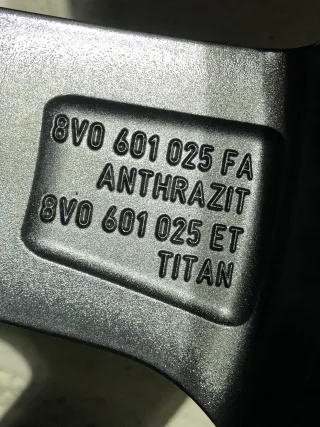 8V0 601 025 FA
ANTHRAZIT
8V0 601 025 ET
TITAN